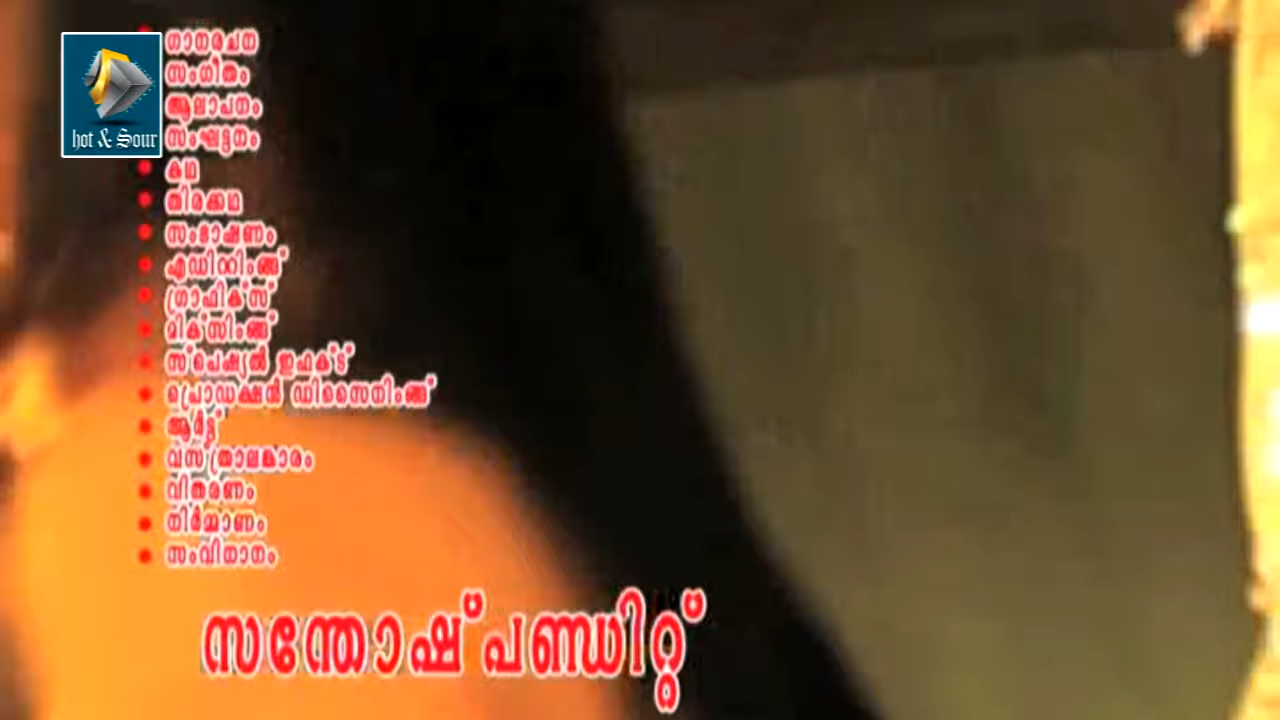 ഗാനരചന
സംഗീതം
ആലാപനം
സംഘട്ടനം
hot & Sour
കഥ
തിരക്കഥ
സംഭാഷണം
എഡിററിംങ്ങ്
ഗ്രാഫിക്സ്
മിക്സിംങ്ങ്
സ്പെഷ്യൽ ഇഫക്ട്
പ്രൊഡക്ഷൻ ഡിസൈനിംങ്ങ്
ആർട്ട്
വസ്ത്രാലങ്കാരം
വിതരണം
നിർമ്മാണം
സംവിധാനം
സന്തോഷ് പണ്ഡിറ്റ്